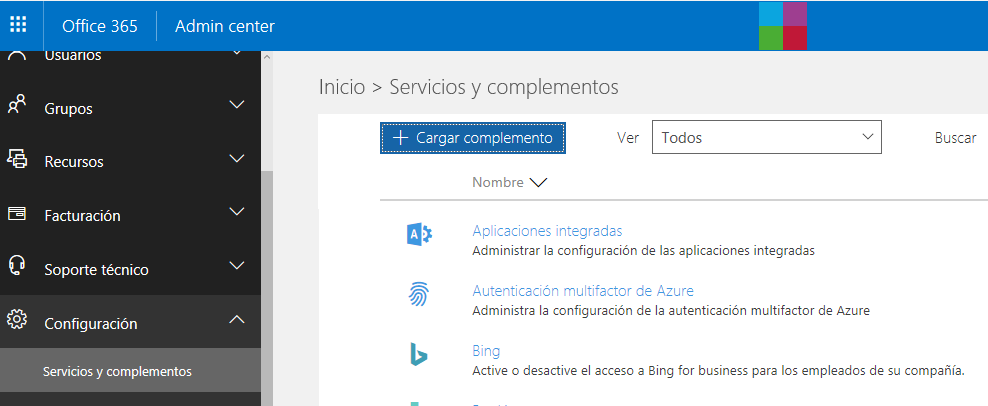 Office 365 Admin center
Usuarios
Grupos
Recursos
Facturación
Soporte técnico
Configuración
Servicios y complementos
Inicio > Servicios y complementos
+ Cargar complemento Ver Todos Buscar
Nombre
Aplicaciones integradas
Administrar la configuración de las aplicaciones integradas
Autenticación multifactor de Azure
Administra la configuración de la autenticación multifactor de Azure
Bing
Active o desactive el acceso a Bing for business para los empleados de su compañía.